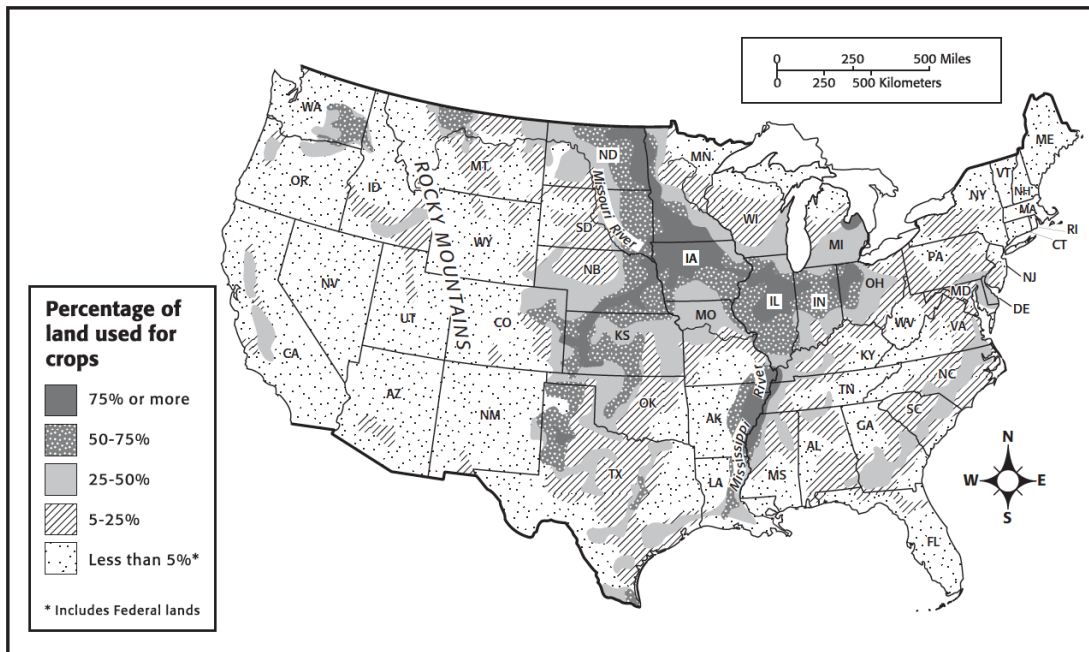 0 250 500 Miles
0 250 500 Kilometers
WA
ME
MT
ND
MN
OR
ID
VT
NH
NY
MA
WI
SD
Missouri River
ROCKY MOUNTAINS
WY
MI
RI
CT
IA
PA
NB
NJ
NV
OH
IL
IN
MD
DE
UT
CO
MO
WV
VA
KS
CA
KY
NC
TN
OK
AZ
NM
AK
SC
Mississipp River
GA
AL
MS
TX
LA
FL
N
W E
S
Percentage of
land used for
crops
75% or more
50-75%
25-50%
5-25%
Less than 5%*
* Includes Federal lands